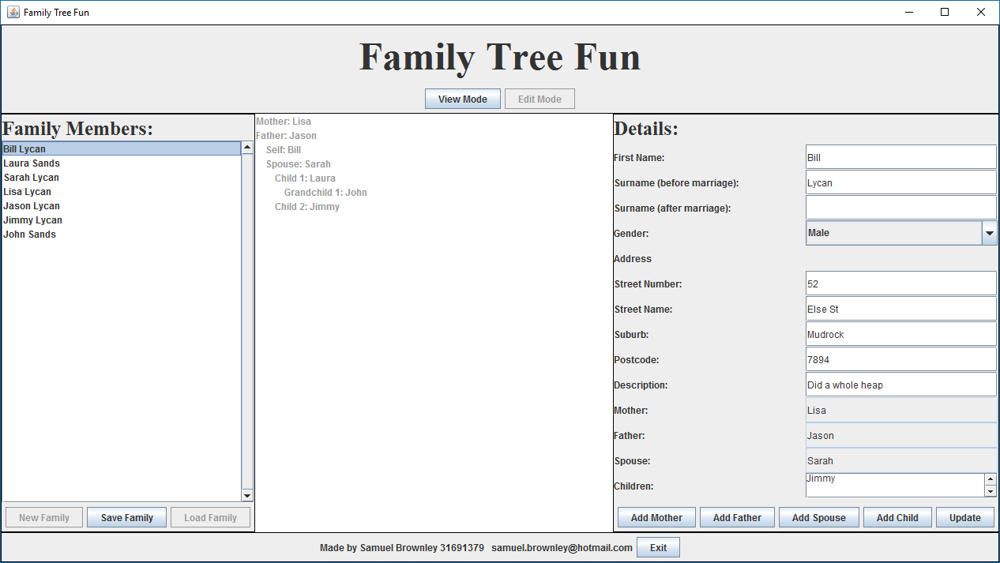 Family Tree Fun
Family Tree Fun
View Mode Edit Mode
Family Members:
Bill Lycan
Laura Sands
Sarah Lycan
Lisa Lycan
Jason Lycan
Jimmy Lycan
John Sands
New Family Save Family Load Family
Mother: Lisa
Father: Jason
Self: Bill
Spouse: Sarah
Child 1: Laura
Grandchild 1: John
Child 2: Jimmy
Details:
First Name: Bill
Surname (before marriage): Lycan
Surname (after marriage):
Gender: Male
Address
Street Number: 52
Street Name: Else St
Suburb: Mudrock
Postcode: 7894
Description: Did a whole heap
Mother: Lisa
Father: Jason
Spouse: Sarah
Children: Jimmy
Add Mother Add Father Add Spouse Add Child Update
Made by Samuel Brownley 31691379 samuel.brownley@hotmail.com Exit